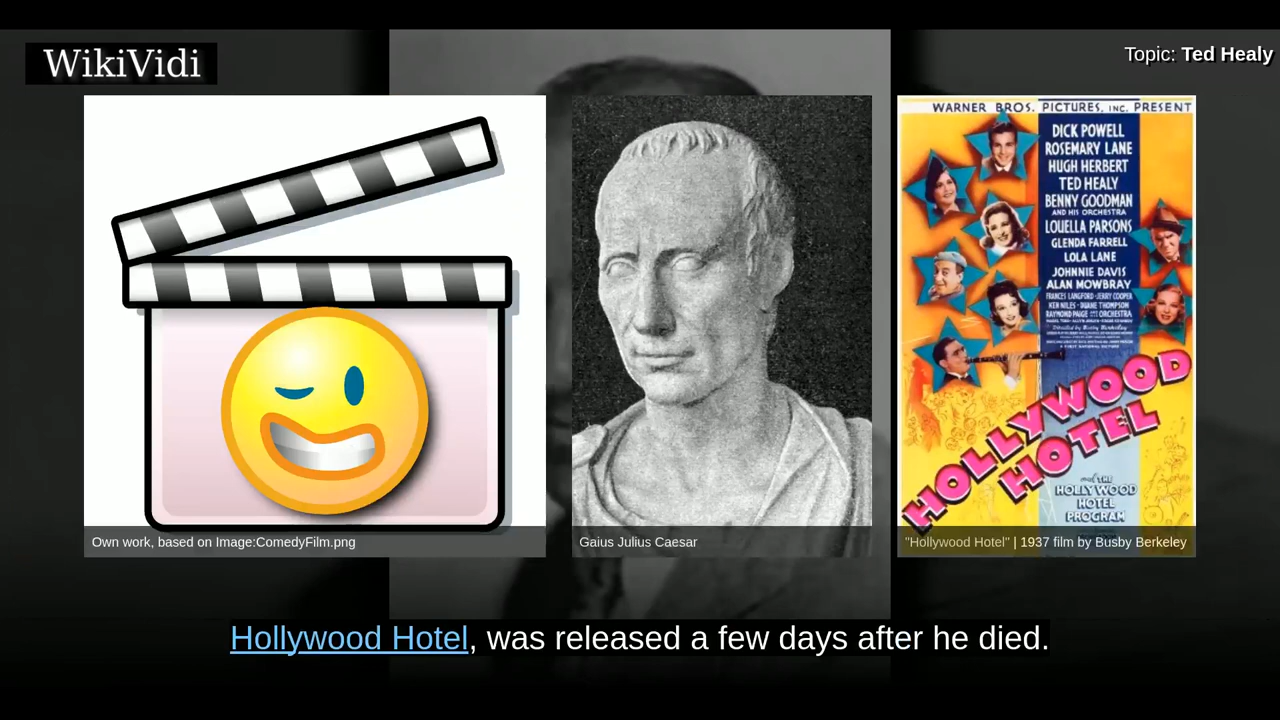 WikiVidi
Topic: Ted Healy
WARNER BROS. PICTURES, INC. PRESENT
DICK POWELL
ROSEMARY LANE
HUGH HERBERT
TED HEALY
BENNY GOODMAN
AND HIS ORCHESTRA
LOUELLA PARSONS
GLENDA FARRELL
LOLA LANE
JOHNNIE DAVIS
ALAN MOWBRAY
FRANCES LANGFORD · JERRY COOPER
KEN NILES · DUANE THOMPSON
RAYMOND PAIGE AND HIS ORCHESTRA
Directed by Busby Berkeley
HOLLYWOOD
HOTEL
and THE
HOLLYWOOD
HOTEL
PROGRAM
Own work, based on Image:ComedyFilm.png
Gaius Julius Caesar
"Hollywood Hotel" | 1937 film by Busby Berkeley
Hollywood Hotel, was released a few days after he died.